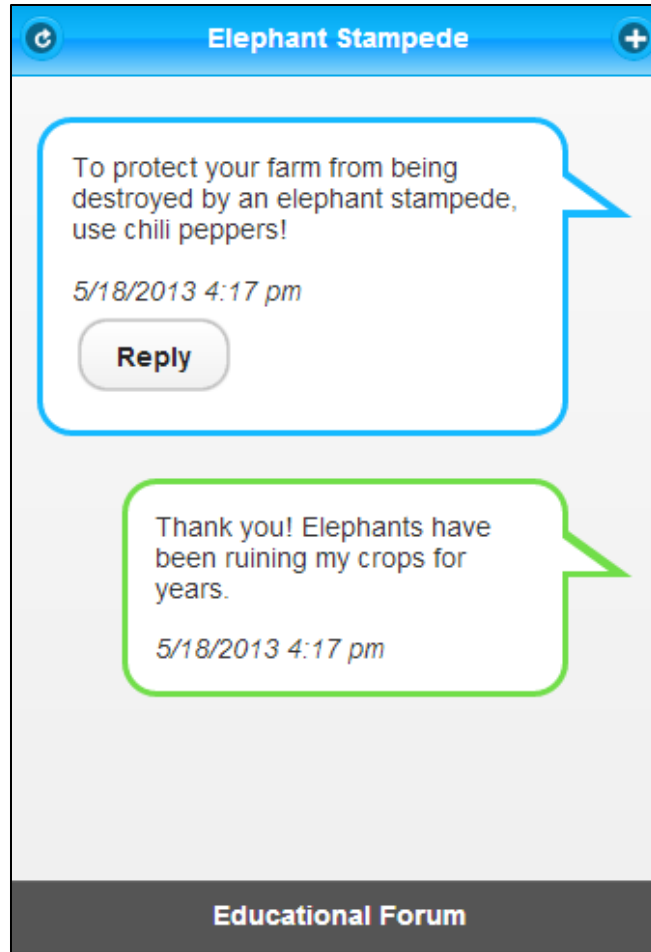 Elephant Stampede
To protect your farm from being
destroyed by an elephant stampede,
use chili peppers!
5/18/2013 4:17 pm
Reply
Thank you! Elephants have
been ruining my crops for
years.
5/18/2013 4:17 pm
Educational Forum